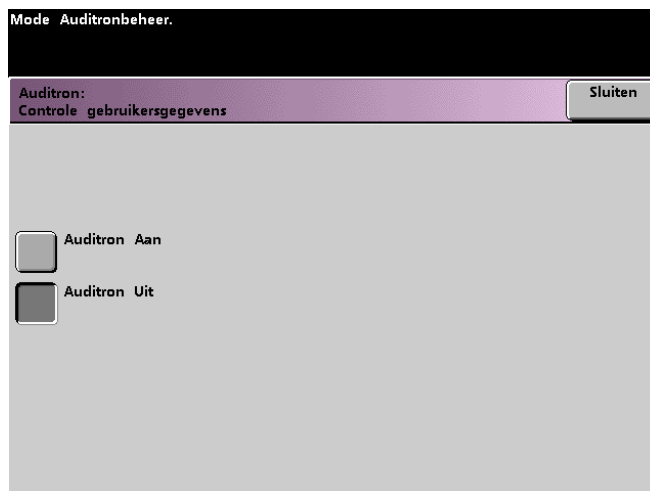 Mode Auditronbeheer.
Auditron:
Controle gebruikersgegevens
Sluiten
Auditron Aan
Auditron Uit